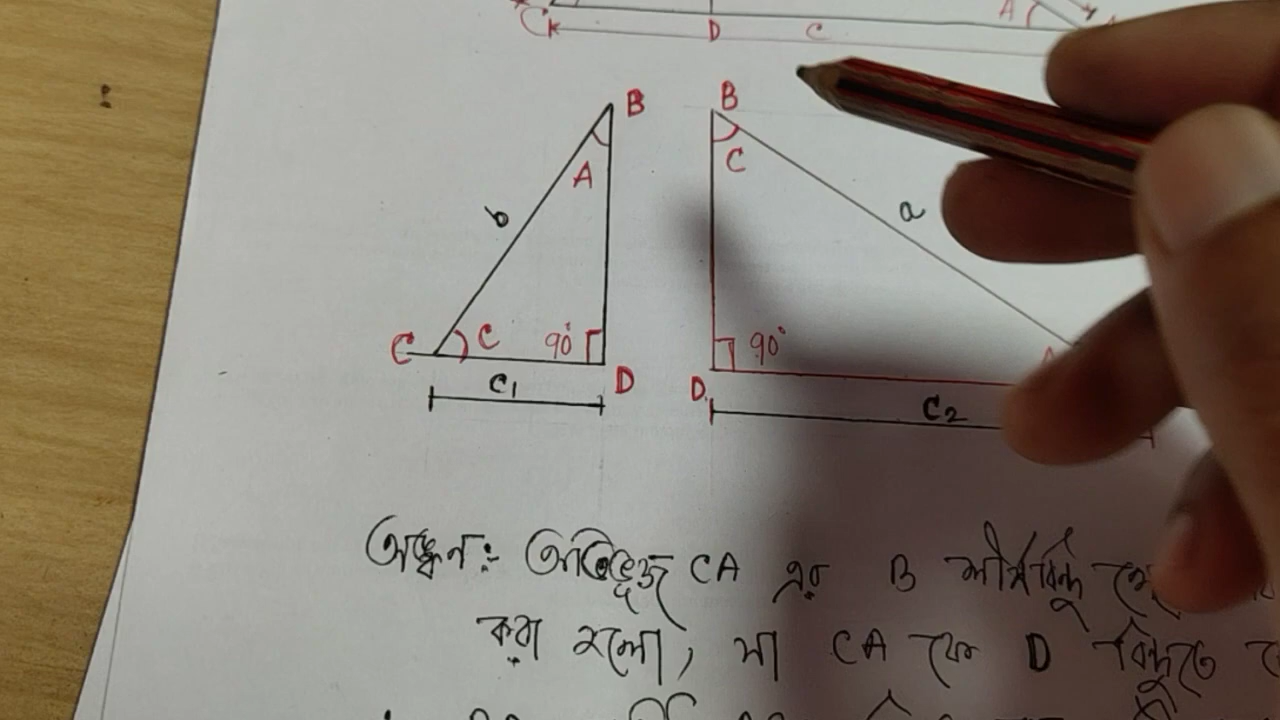 C D C A
B B
A C
b a
C C 90° D D 90° A
C1 C2
অঙ্কন:- অতিভূজ CA এর B শীর্ষবিন্দু
করা হলো, যা CA কে D বিন্দুতে